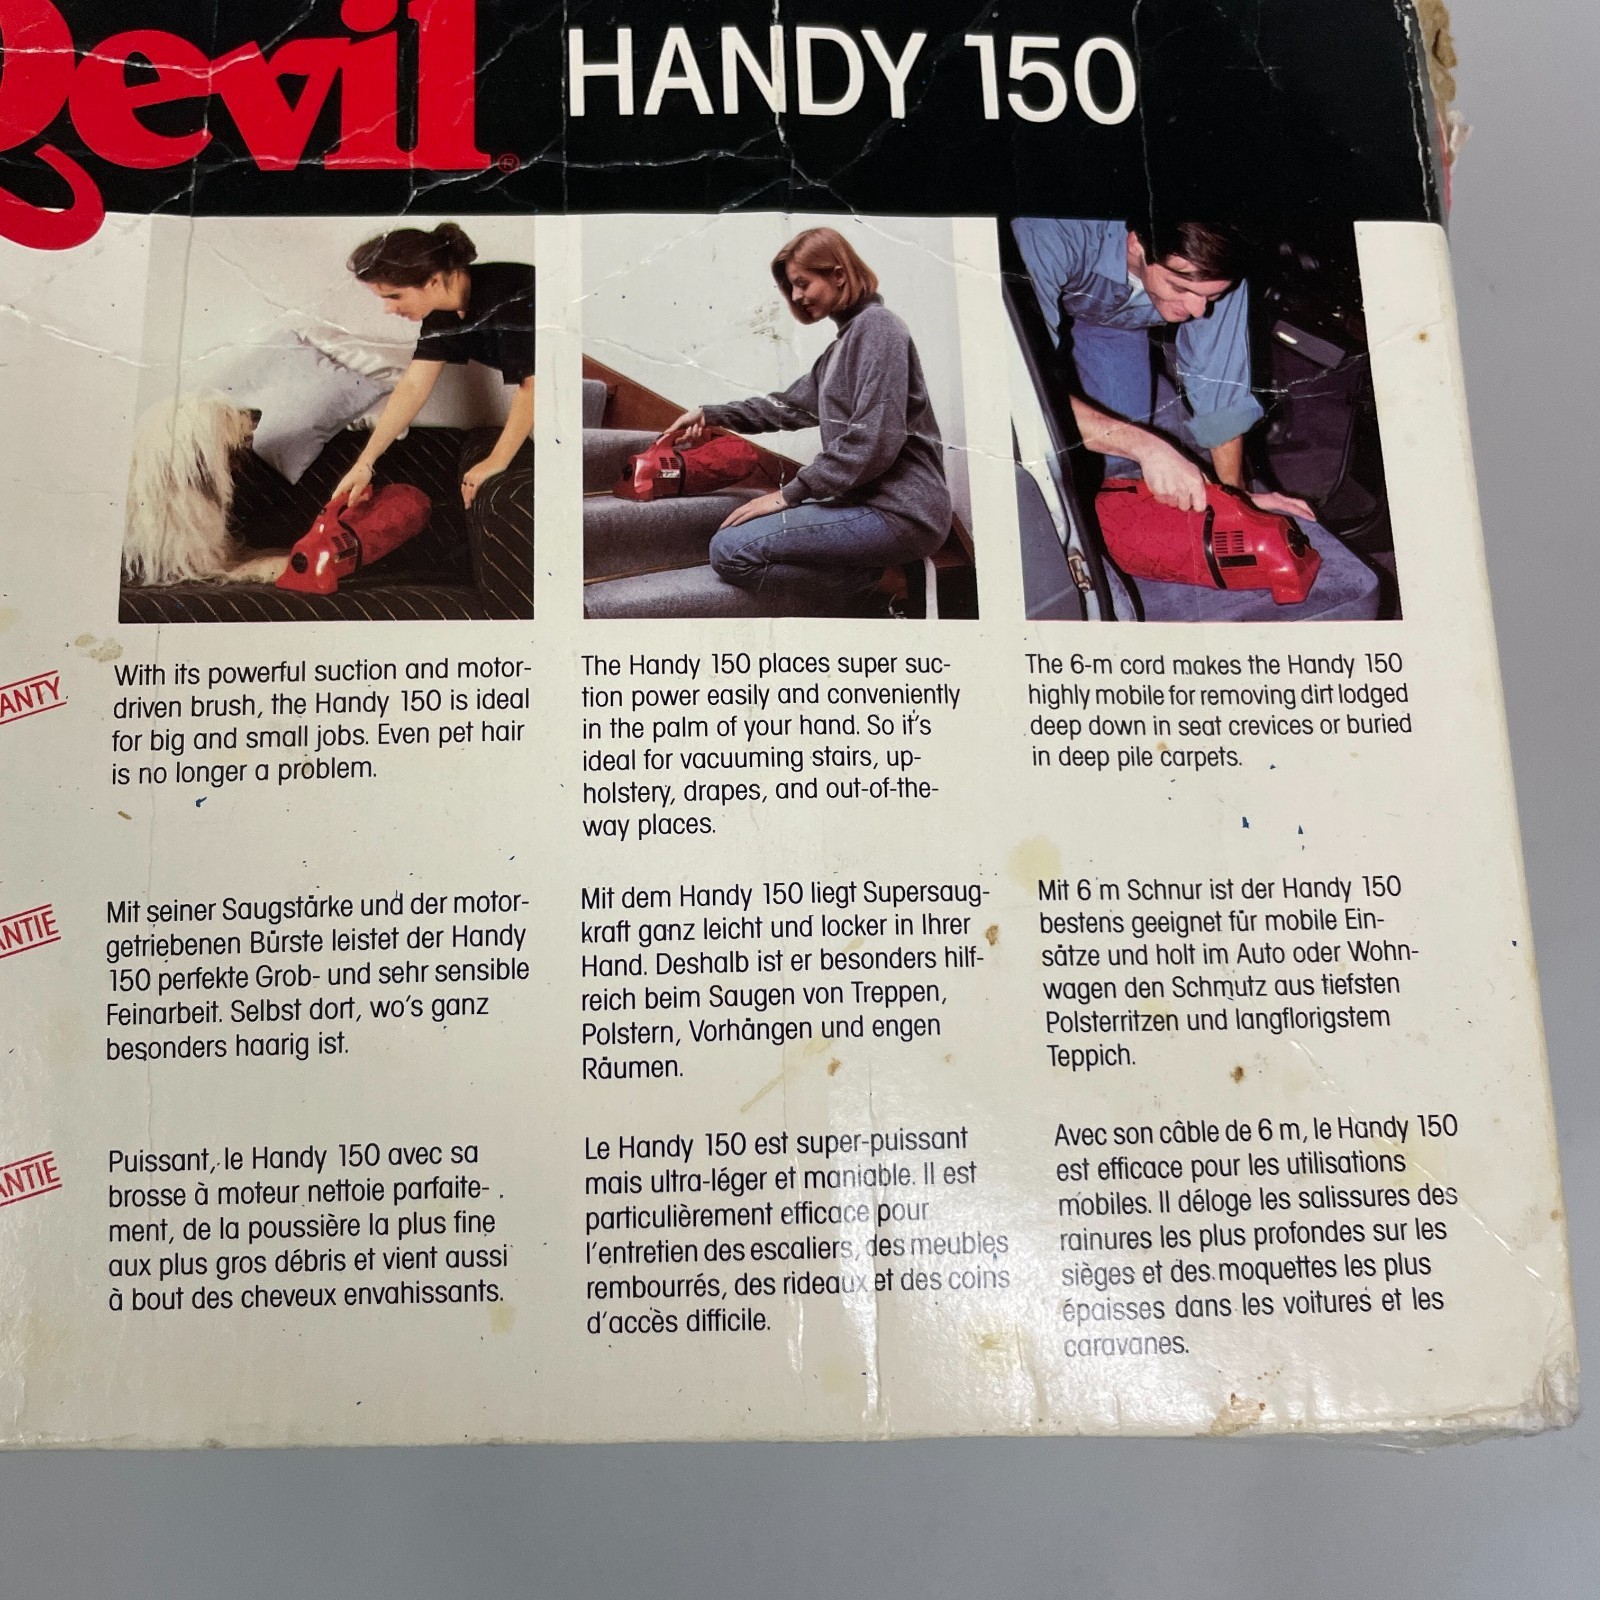 Devil® HANDY 150
ANTY
With its powerful suction and motor-
driven brush, the Handy 150 is ideal
for big and small jobs. Even pet hair
is no longer a problem.
The Handy 150 places super suc-
tion power easily and conveniently
in the palm of your hand. So it's
ideal for vacuuming stairs, up-
holstery, drapes, and out-of-the-
way places.
The 6-m cord makes the Handy 150
highly mobile for removing dirt lodged
deep down in seat crevices or buried
in deep pile carpets.
NTIE
Mit seiner Saugstärke und der motor-
getriebenen Bürste leistet der Handy
150 perfekte Grob- und sehr sensible
Feinarbeit. Selbst dort, wo's ganz
besonders haarig ist.
Mit dem Handy 150 liegt Supersaug-
kraft ganz leicht und locker in Ihrer
Hand. Deshalb ist er besonders hilf-
reich beim Saugen von Treppen,
Polstern, Vorhängen und engen
Räumen.
Mit 6 m Schnur ist der Handy 150
bestens geeignet für mobile Ein-
sätze und holt im Auto oder Wohn-
wagen den Schmutz aus tiefsten
Polsterritzen und langflorigstem
Teppich.
NTIE
Puissant, le Handy 150 avec sa
brosse à moteur nettoie parfaite-
ment, de la poussière la plus fine
aux plus gros débris et vient aussi
à bout des cheveux envahissants.
Le Handy 150 est super-puissant
mais ultra-léger et maniable. Il est
particulièrement efficace pour
l'entretien des escaliers, des meubles
rembourrés, des rideaux et des coins
d'accès difficile.
Avec son câble de 6 m, le Handy 150
est efficace pour les utilisations
mobiles. Il déloge les salissures des
rainures les plus profondes sur les
sièges et des moquettes les plus
épaisses dans les voitures et les
caravanes.